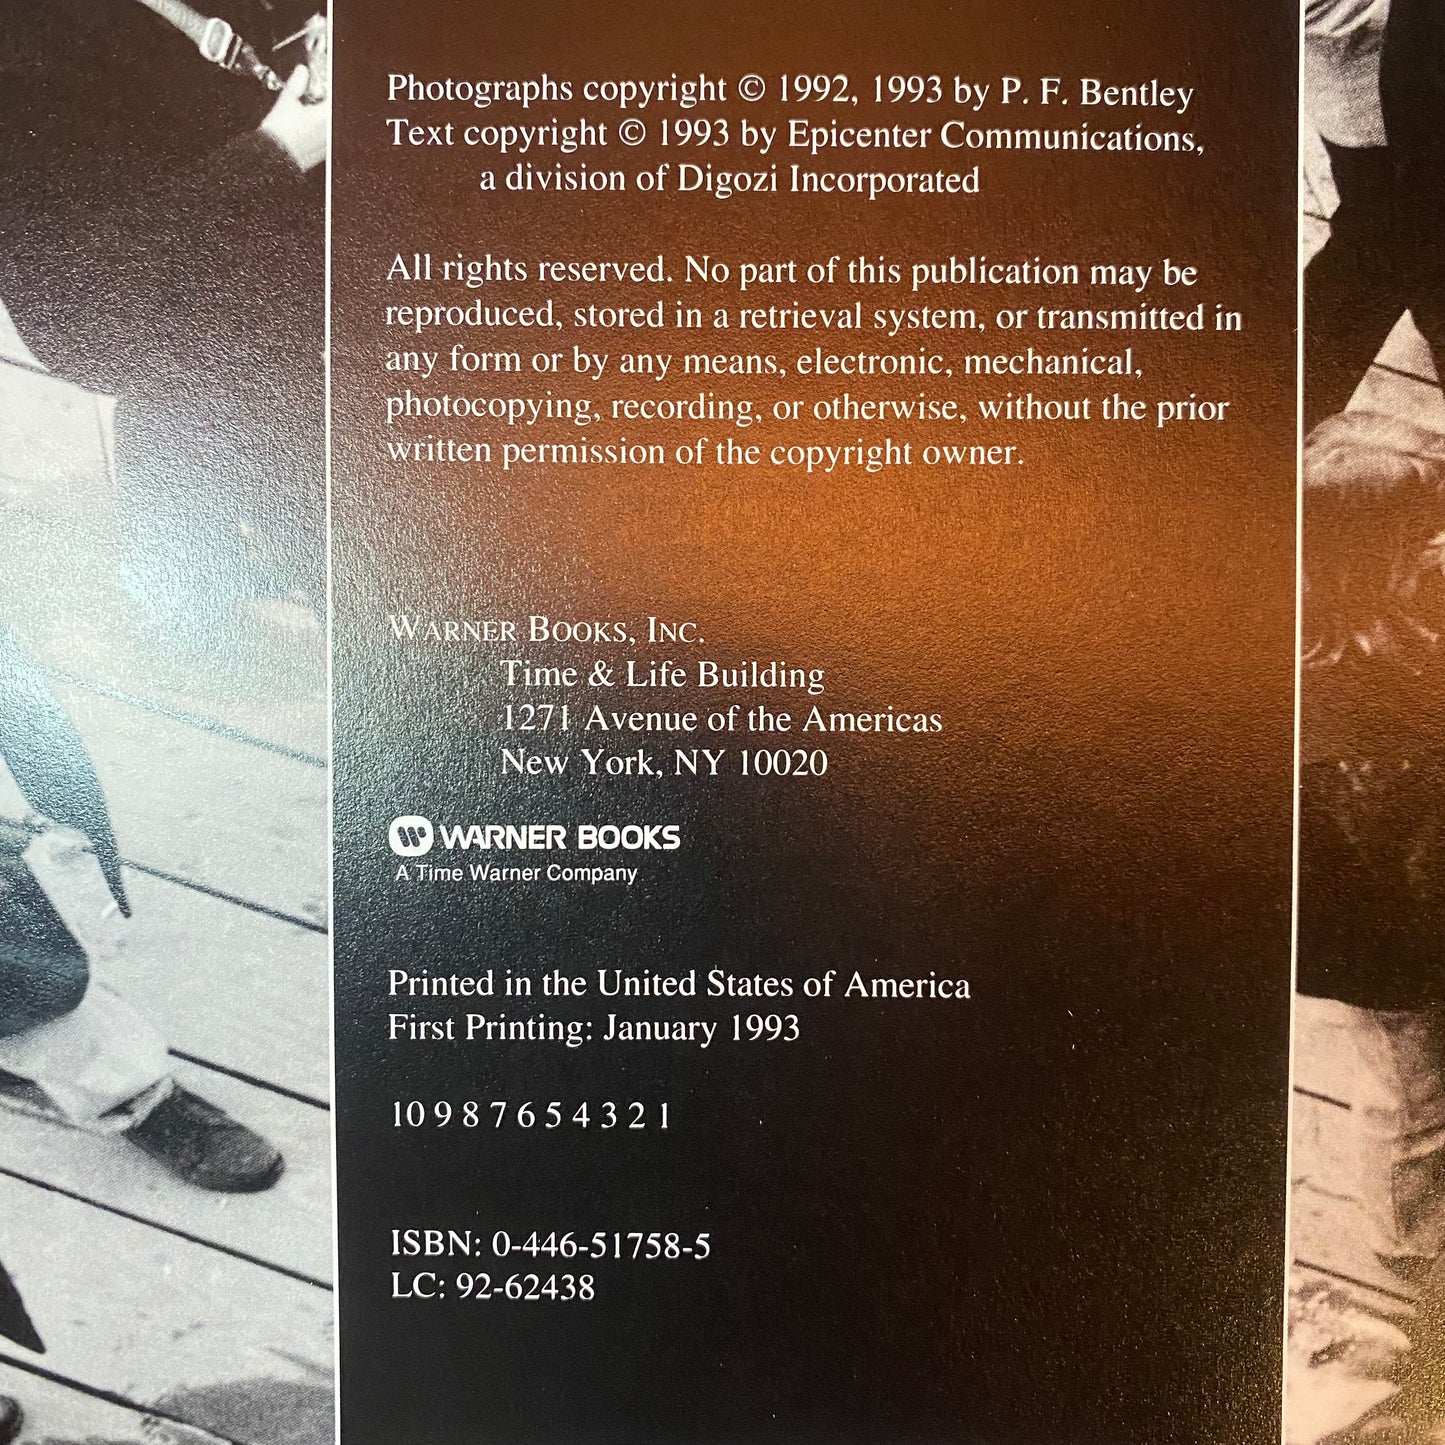 Photographs copyright © 1992, 1993 by P. F. Bentley
Text copyright © 1993 by Epicenter Communications,
a division of Digozi Incorporated
All rights reserved. No part of this publication may be
reproduced, stored in a retrieval system, or transmitted in
any form or by any means, electronic, mechanical,
photocopying, recording, or otherwise, without the prior
written permission of the copyright owner.
WARNER BOOKS, INC.
Time & Life Building
1271 Avenue of the Americas
New York, NY 10020
WARNER BOOKS
A Time Warner Company
Printed in the United States of America
First Printing: January 1993
10 9 8 7 6 5 4 3 2 1
ISBN: 0-446-51758-5
LC: 92-62438